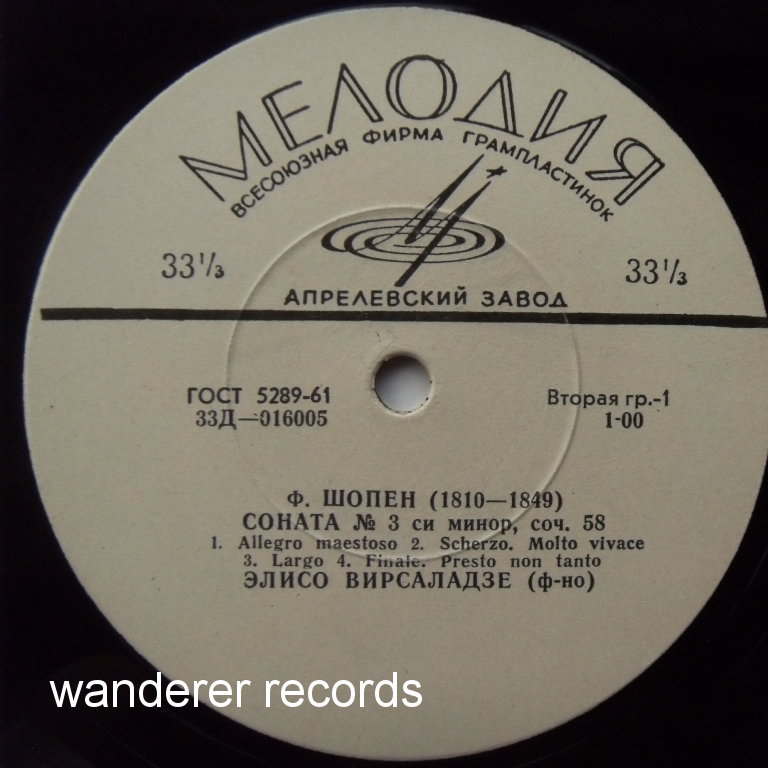 МЕЛОДИЯ
ВСЕСОЮЗНАЯ ФИРМА ГРАМПЛАСТИНОК
33⅓ 33⅓
АПРЕЛЕВСКИЙ ЗАВОД
ГОСТ 5289-61 Вторая гр.-1
33Д—016005 1-00
Ф. ШОПЕН (1810—1849)
СОНАТА № 3 си минор, соч. 58
1. Allegro maestoso 2. Scherzo. Molto vivace
3. Largo 4. Finale. Presto non tanto
ЭЛИСО ВИРСАЛАДЗЕ (ф-но)
wanderer records